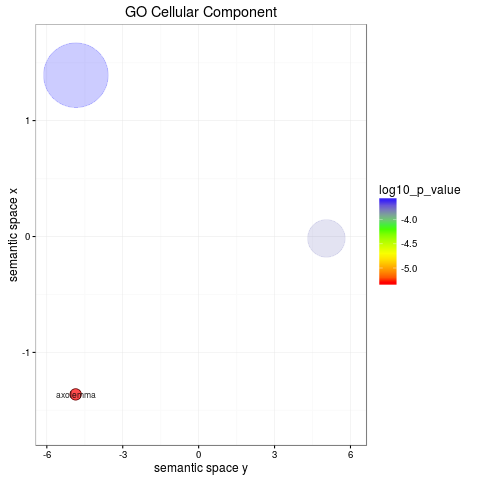 GO Cellular Component
semantic space x
1
0
-1
axolemma
-6
-3
0
3
6
semantic space y
log10_p_value
-4.0
-4.5
-5.0